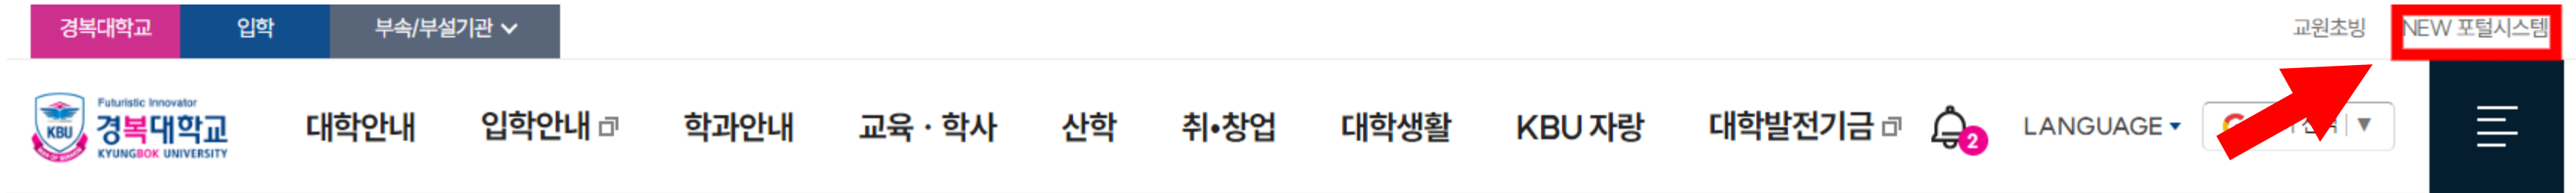 경복대학교 입학 부속/부설기관 교원초빙 NEW 포털시스템
Futuristic Innovator
KBU 경복대학교
KYUNGBOK UNIVERSITY
대학안내 입학안내 학과안내 교육 · 학사 산학 취•창업 대학생활 KBU 자랑 대학발전기금 2 LANGUAGE ▾